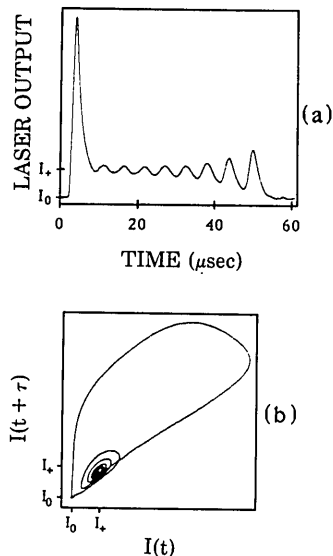 LASER OUTPUT
I₊
I₀
0
20
40
60
TIME (μsec)
(a)
I(t + τ)
I₊
I₀
I₀
I₊
I(t)
(b)